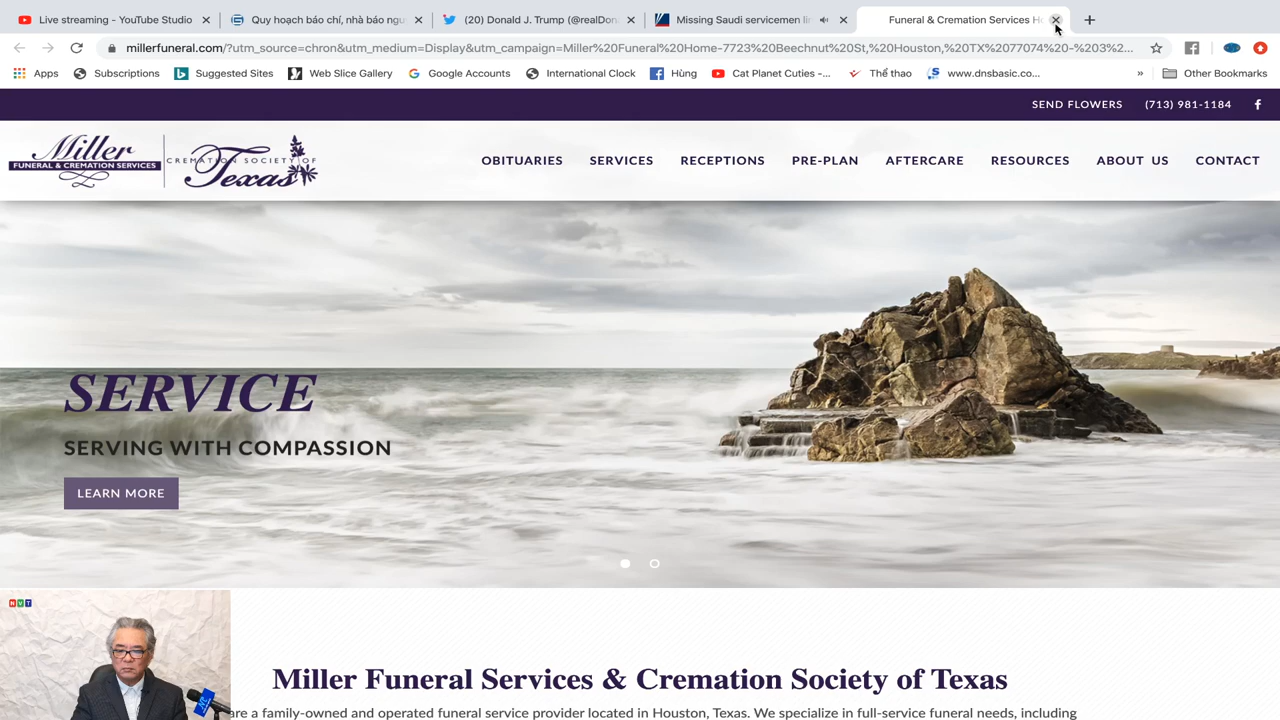 Live streaming - YouTube Studio
Quy hoạch báo chí, nhà báo ngu
(20) Donald J. Trump (@realDon
Missing Saudi servicemen li
Funeral & Cremation Services H
millerfuneral.com/?utm_source=chron&utm_medium=Display&utm_campaign=Miller%20Funeral%20Home-7723%20Beechnut%20St,%20Houston,%20TX%2077074%20-%203%2...
Apps
Subscriptions
Suggested Sites
Web Slice Gallery
Google Accounts
International Clock
Hùng
Cat Planet Cuties -...
Thể thao
www.dnsbasic.co...
»
Other Bookmarks
SEND FLOWERS (713) 981-1184
Miller
FUNERAL & CREMATION SERVICES
CREMATION SOCIETY OF
Texas
OBITUARIES SERVICES RECEPTIONS PRE-PLAN AFTERCARE RESOURCES ABOUT US CONTACT
SERVICE
SERVING WITH COMPASSION
LEARN MORE
NVT
Miller Funeral Services & Cremation Society of Texas
are a family-owned and operated funeral service provider located in Houston, Texas. We specialize in full-service funeral needs, including